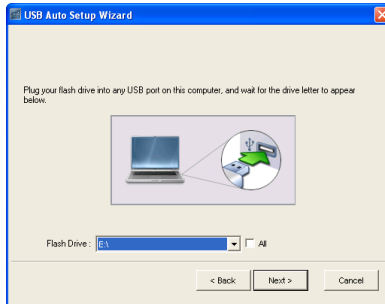 USB Auto Setup Wizard
Plug your flash drive into any USB port on this computer, and wait for the drive letter to appear
below.
Flash Drive : E:\ All
< Back Next > Cancel